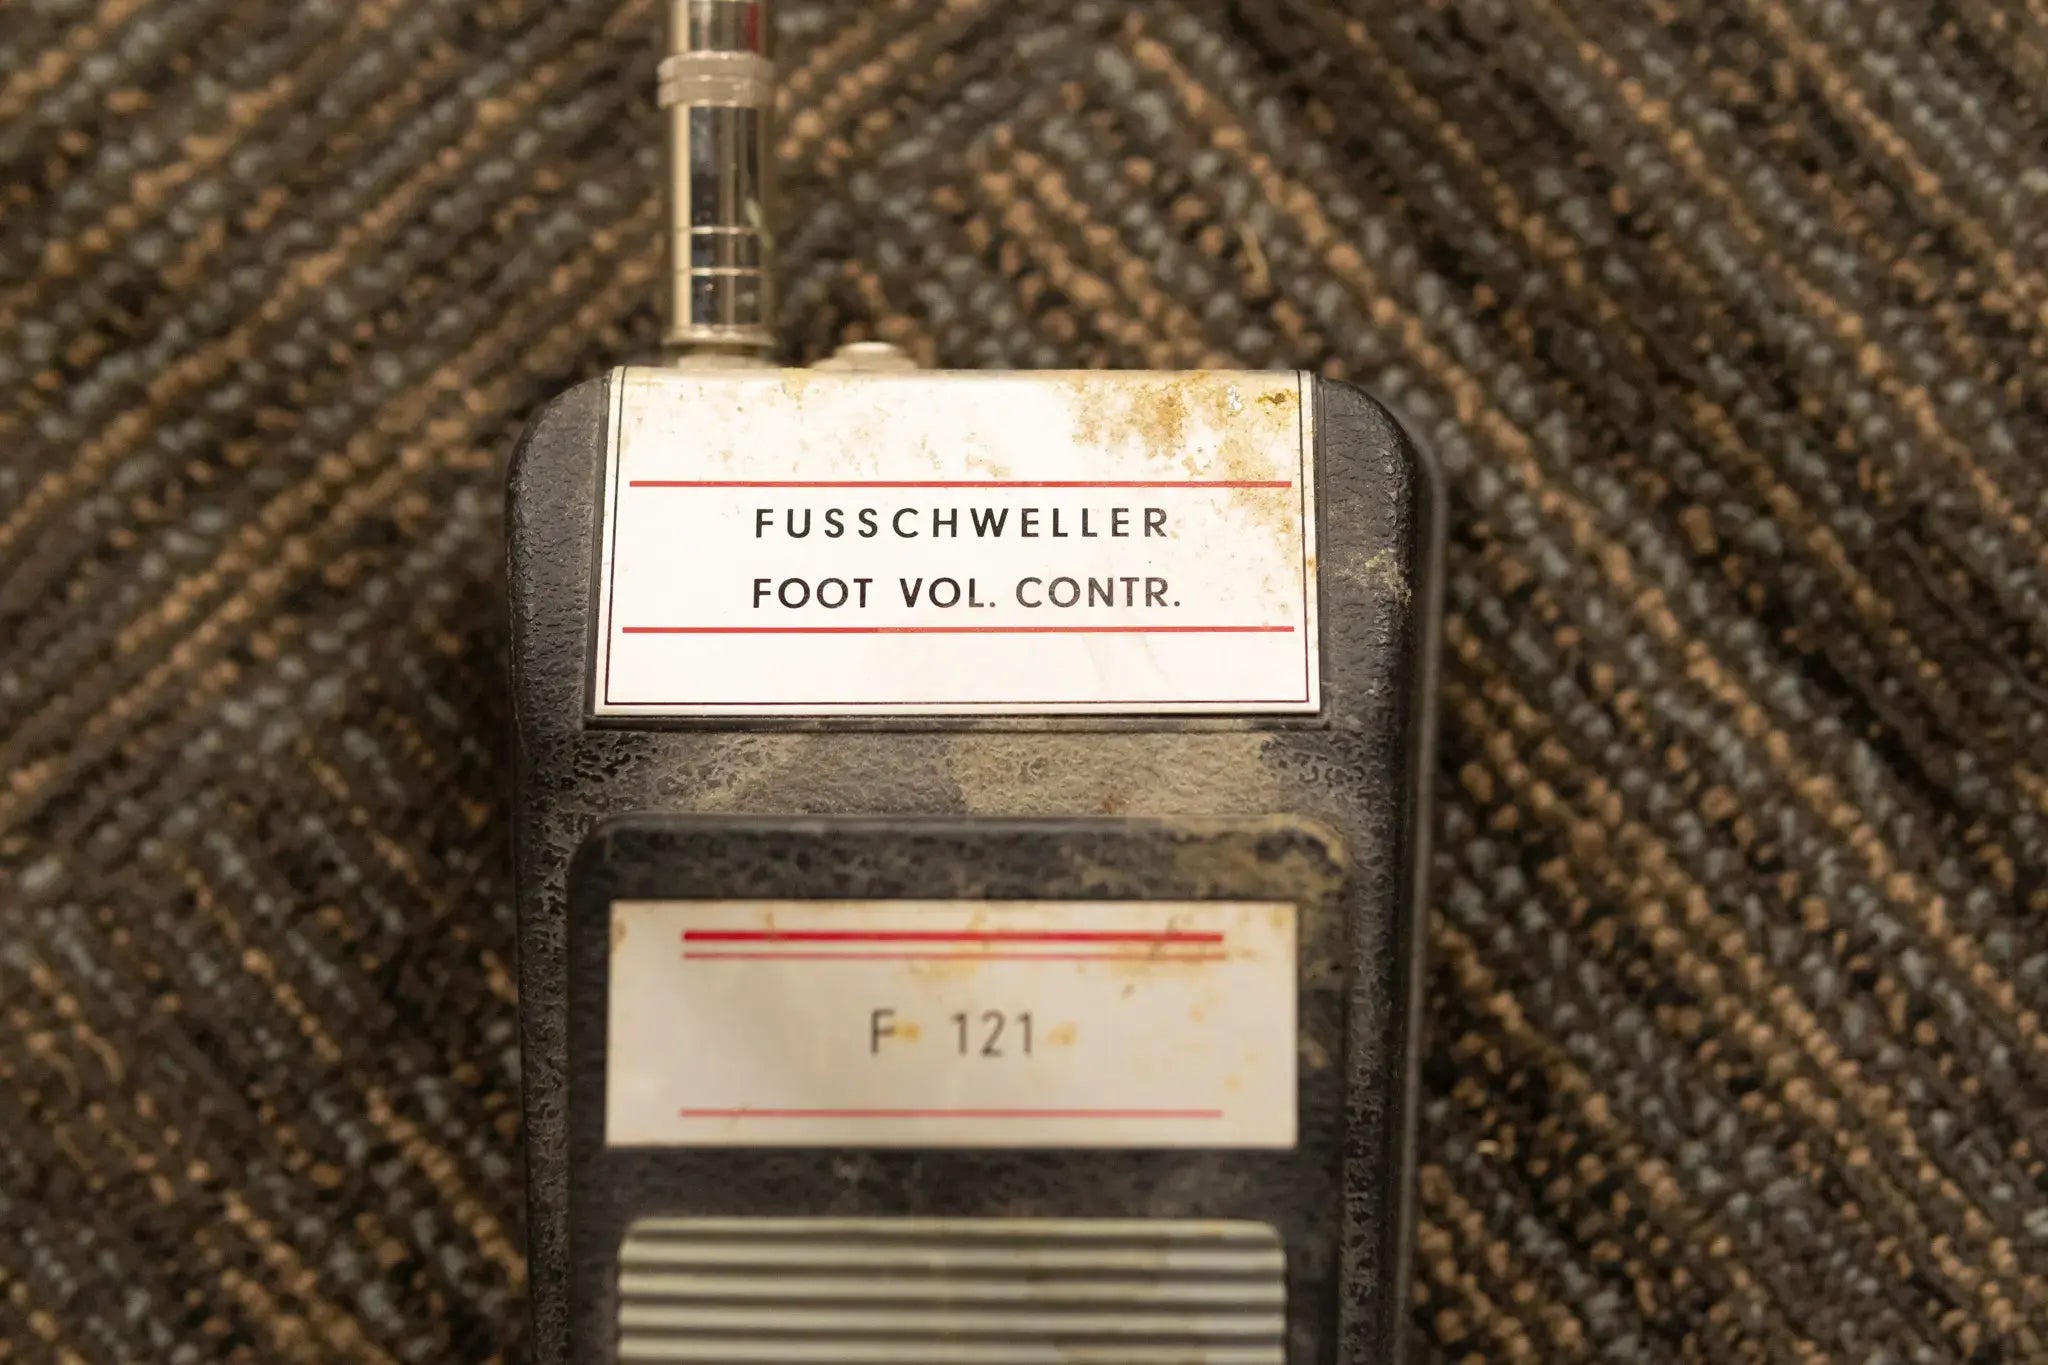 FUSSCHWELLER
FOOT VOL. CONTR.
F 121